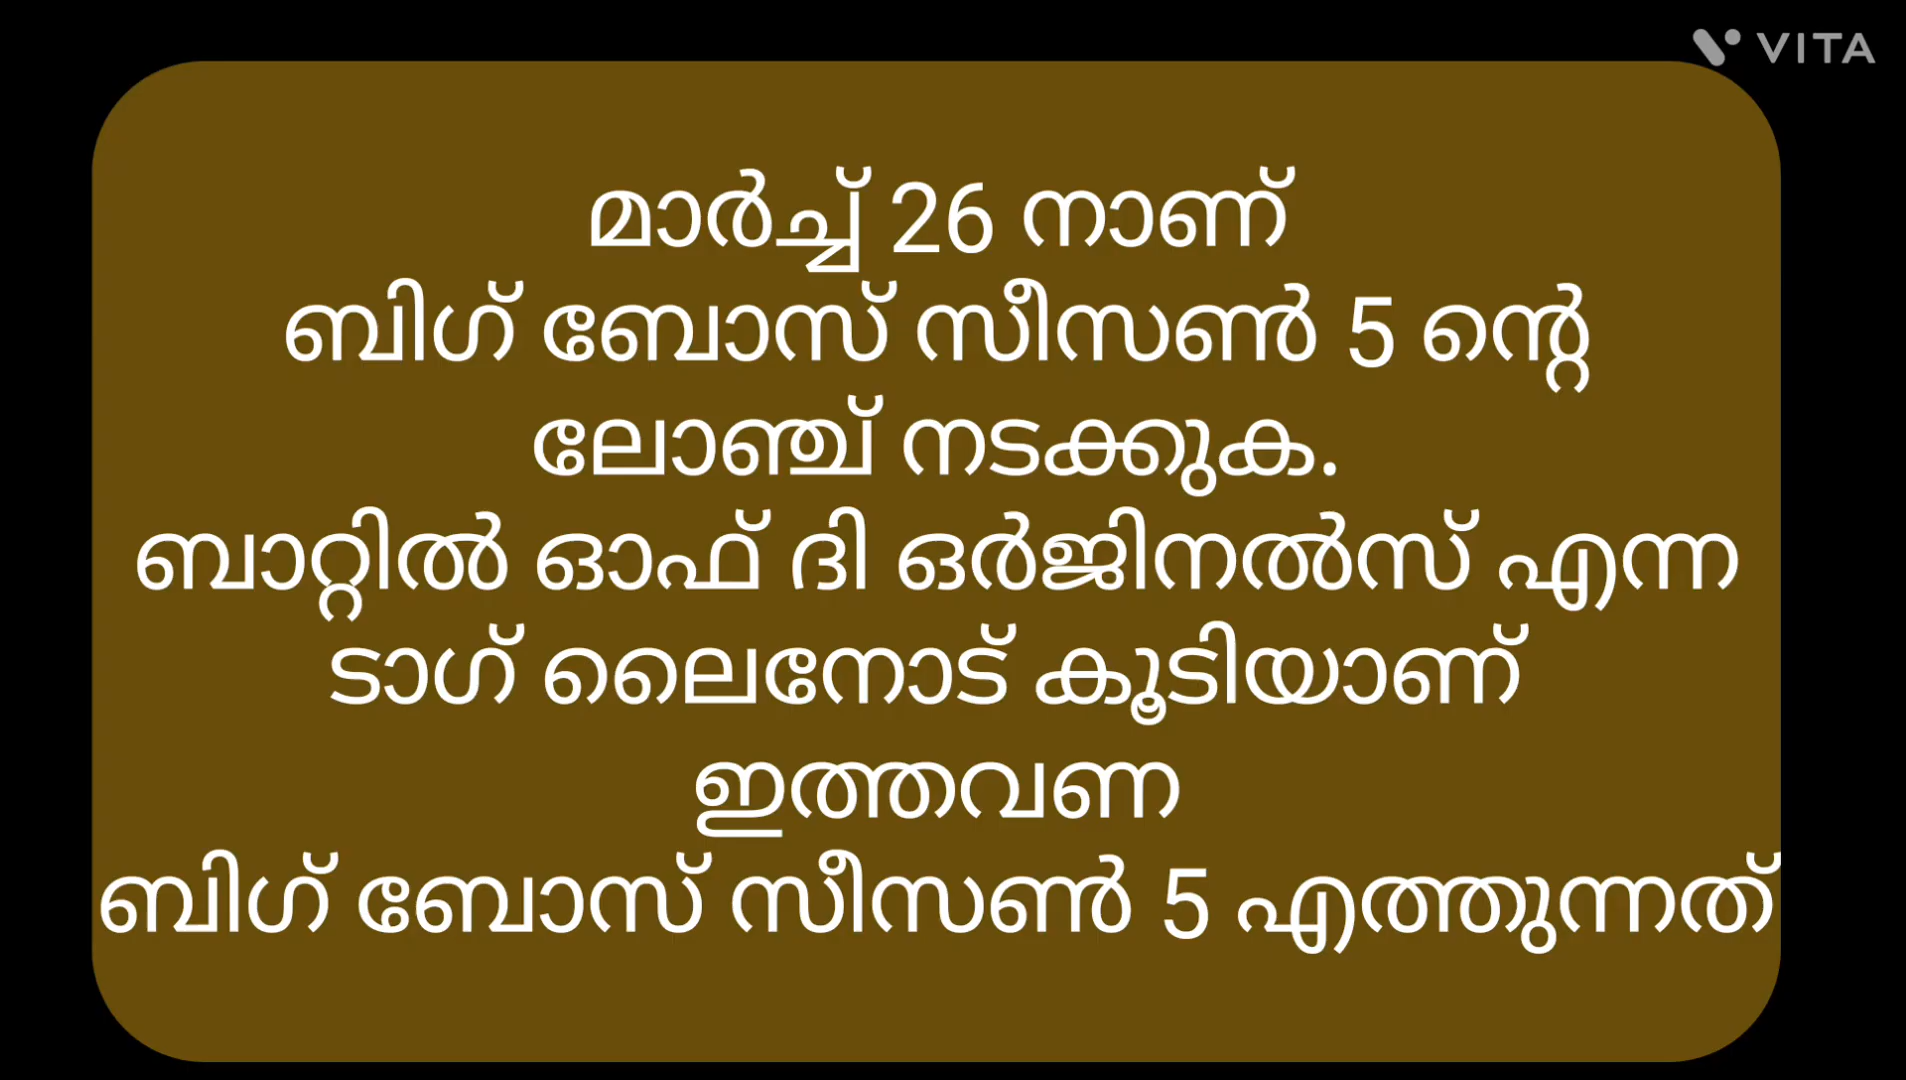 VITA
മാർച്ച് 26 നാണ്
ബിഗ് ബോസ് സീസൺ 5 ന്റെ
ലോഞ്ച് നടക്കുക.
ബാറ്റിൽ ഓഫ് ദി ഒർജിനൽസ് എന്ന
ടാഗ് ലൈനോട് കൂടിയാണ്
ഇത്തവണ
ബിഗ് ബോസ് സീസൺ 5 എത്തുന്നത്